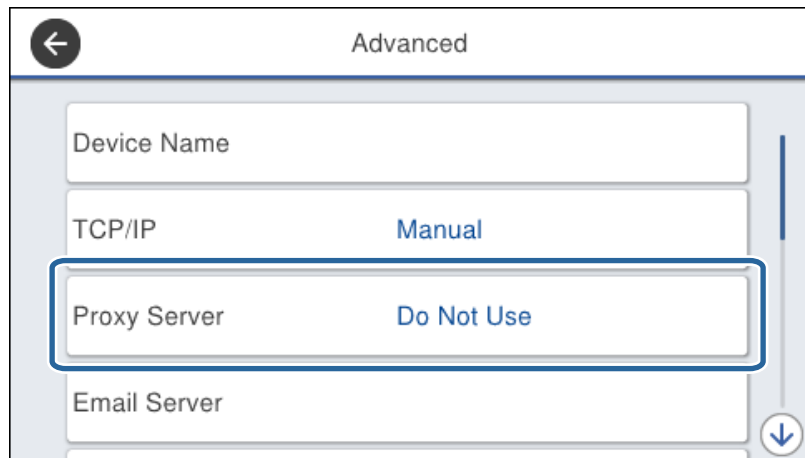 Advanced
Device Name
TCP/IP Manual
Proxy Server Do Not Use
Email Server